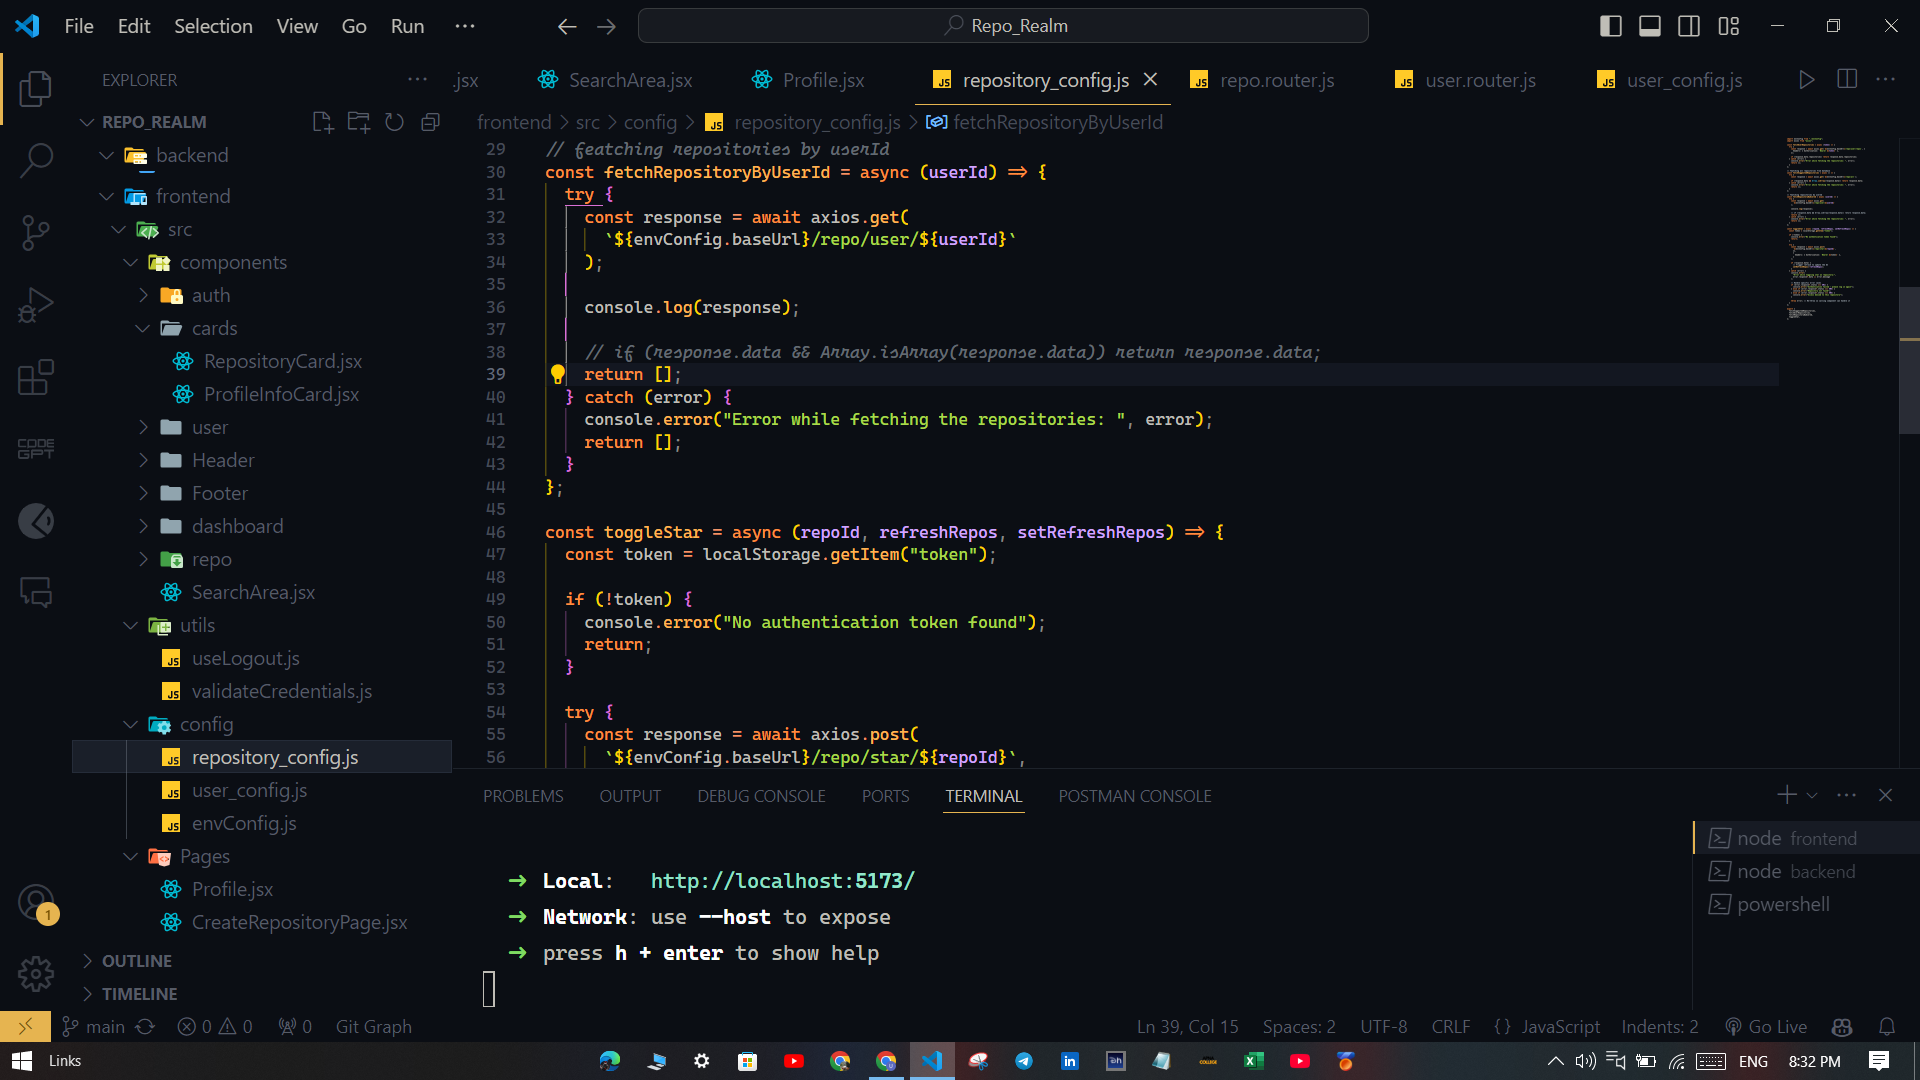 File Edit Selection View Go Run ···
Repo_Realm
EXPLORER ···
.jsx SearchArea.jsx Profile.jsx repository_config.js repo.router.js user.router.js user_config.js
REPO_REALM
frontend > src > config > repository_config.js > fetchRepositoryByUserId
backend
frontend
src
components
auth
cards
RepositoryCard.jsx
ProfileInfoCard.jsx
user
Header
Footer
dashboard
repo
SearchArea.jsx
utils
useLogout.js
validateCredentials.js
config
repository_config.js
user_config.js
envConfig.js
Pages
Profile.jsx
CreateRepositoryPage.jsx
OUTLINE
TIMELINE
CODE
GPT
1
29 // featching repositories by userId
30 const fetchRepositoryByUserId = async (userId) => {
31 try {
32 const response = await axios.get(
33 `${envConfig.baseUrl}/repo/user/${userId}`
34 );
35
36 console.log(response);
37
38 // if (response.data && Array.isArray(response.data)) return response.data;
39 return [];
40 } catch (error) {
41 console.error("Error while fetching the repositories: ", error);
42 return [];
43 }
44 };
45
46 const toggleStar = async (repoId, refreshRepos, setRefreshRepos) => {
47 const token = localStorage.getItem("token");
48
49 if (!token) {
50 console.error("No authentication token found");
51 return;
52 }
53
54 try {
55 const response = await axios.post(
56 `${envConfig.baseUrl}/repo/star/${repoId}`,
PROBLEMS OUTPUT DEBUG CONSOLE PORTS TERMINAL POSTMAN CONSOLE
➜ Local: http://localhost:5173/
➜ Network: use --host to expose
➜ press h + enter to show help
node frontend
node backend
powershell
main 0 0 0 Git Graph Ln 39, Col 15 Spaces: 2 UTF-8 CRLF {} JavaScript Indents: 2 Go Live
Links ENG 8:32 PM